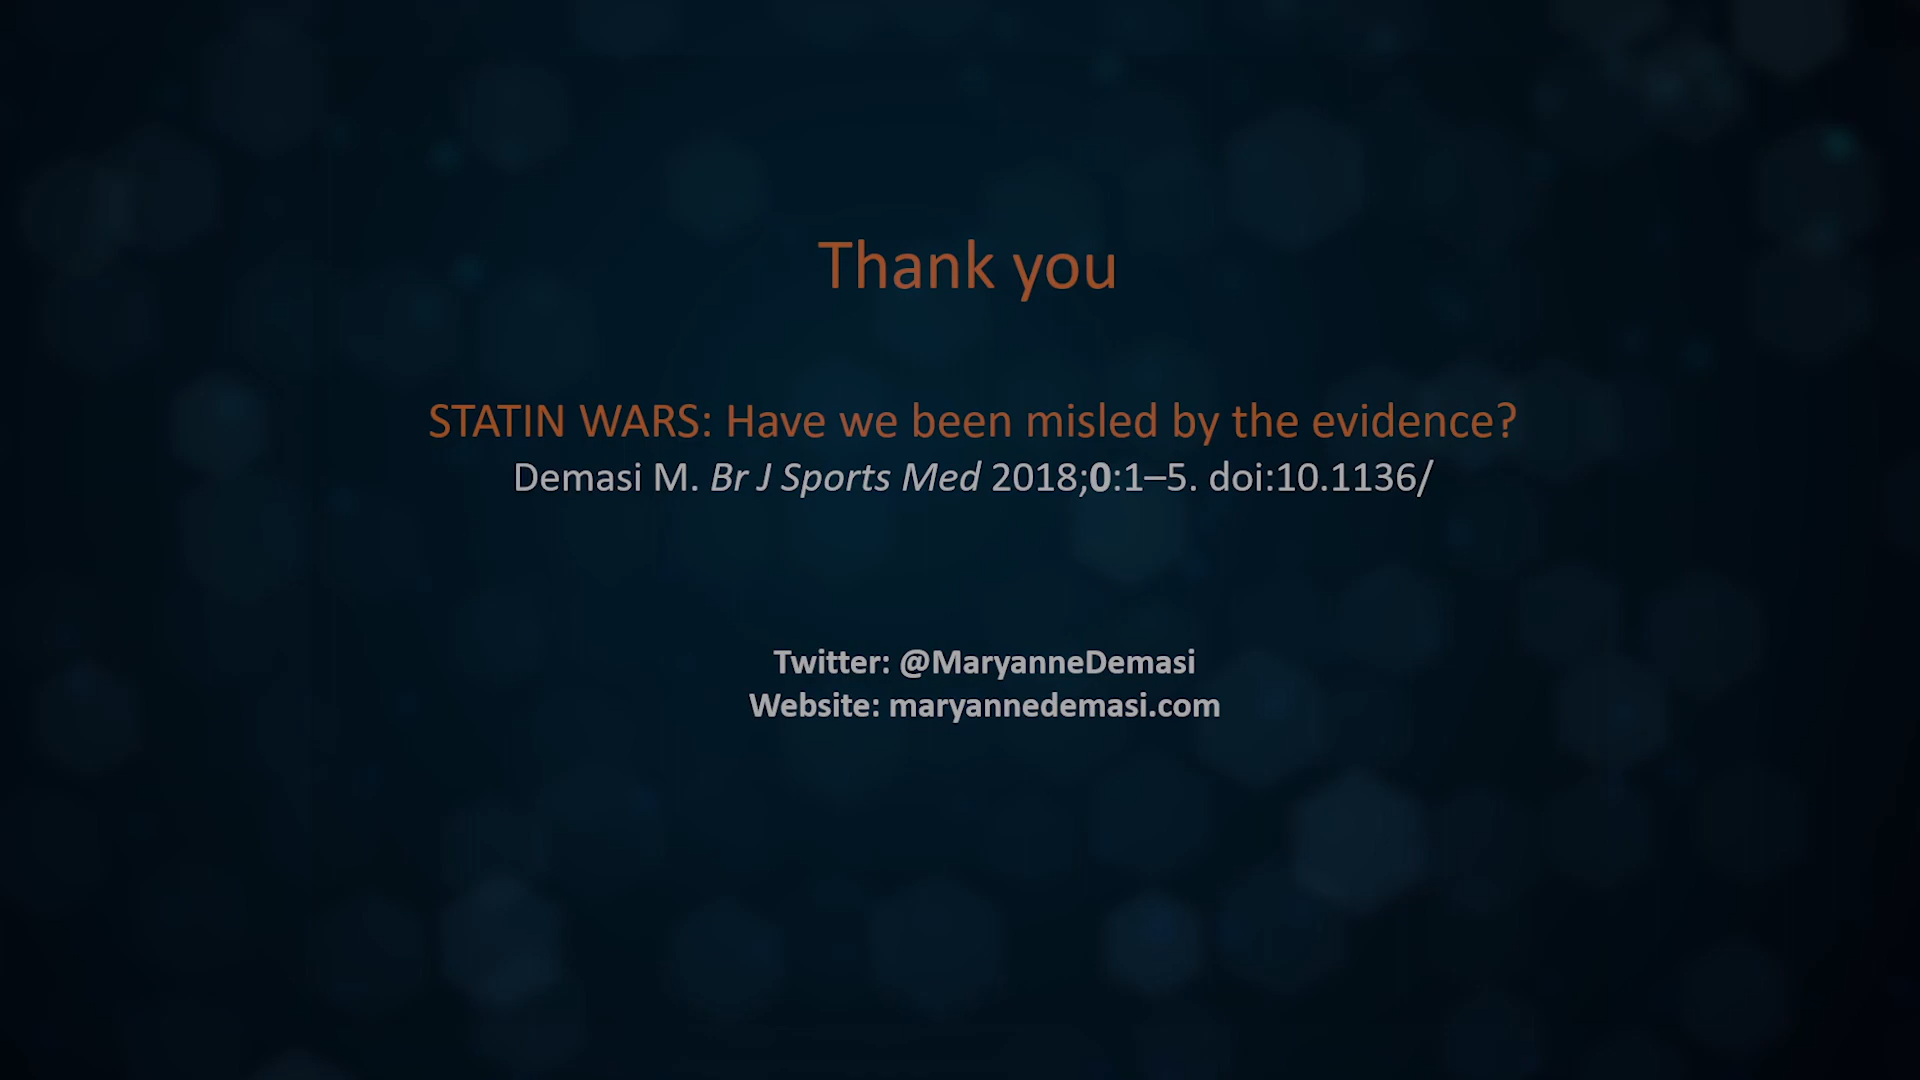 Thank you
STATIN WARS: Have we been misled by the evidence?
Demasi M. Br J Sports Med 2018;0:1–5. doi:10.1136/
Twitter: @MaryanneDemasi
Website: maryannedemasi.com